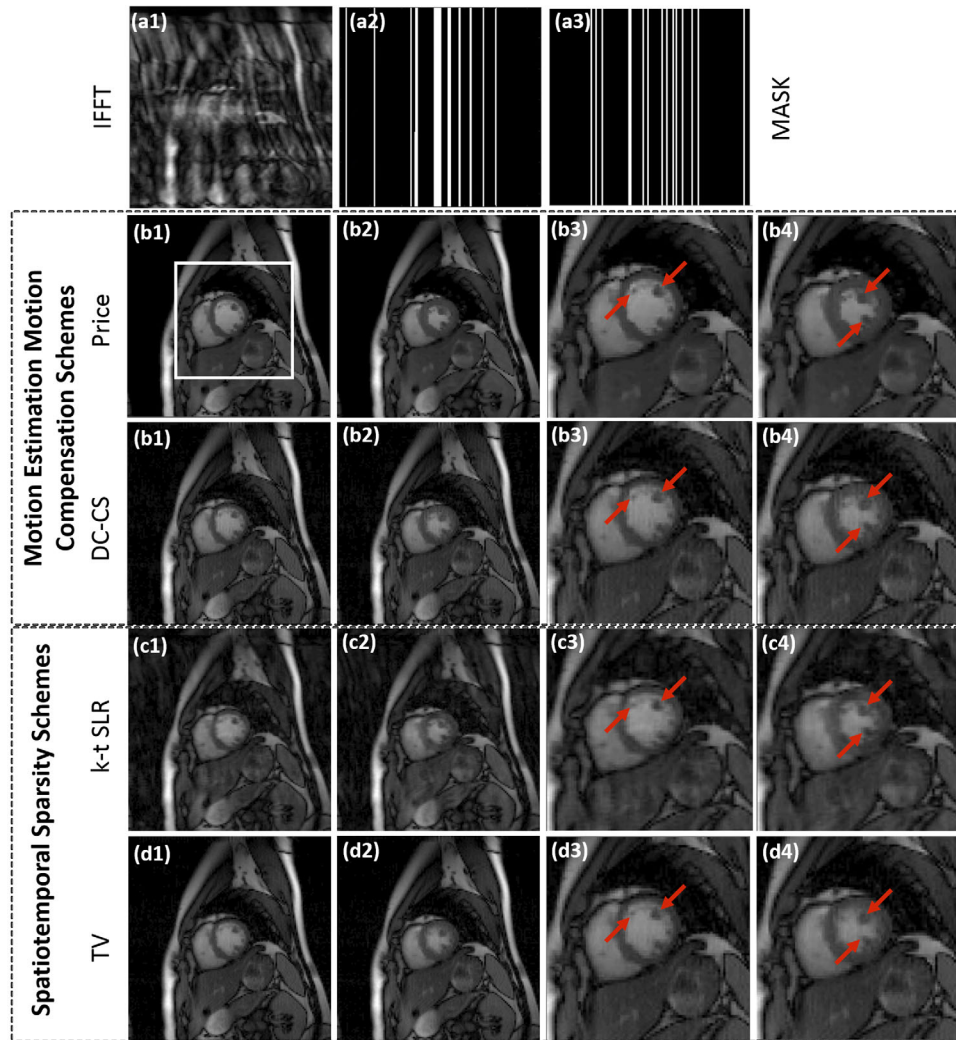 (a1)
(a2)
(a3)
IFFT
MASK
Motion Estimation Motion
Compensation Schemes
Price
(b1)
(b2)
(b3)
(b4)
DC-CS
(b1)
(b2)
(b3)
(b4)
Spatiotemporal Sparsity Schemes
k-t SLR
(c1)
(c2)
(c3)
(c4)
TV
(d1)
(d2)
(d3)
(d4)